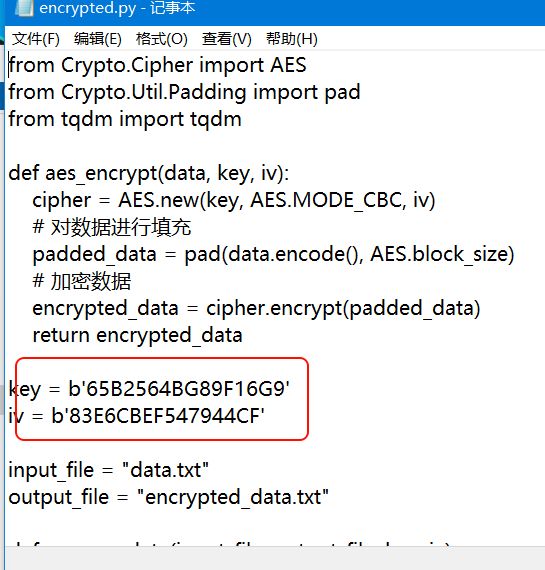 encrypted.py - 记事本
文件(F) 编辑(E) 格式(O) 查看(V) 帮助(H)
from Crypto.Cipher import AES
from Crypto.Util.Padding import pad
from tqdm import tqdm
def aes_encrypt(data, key, iv):
cipher = AES.new(key, AES.MODE_CBC, iv)
# 对数据进行填充
padded_data = pad(data.encode(), AES.block_size)
# 加密数据
encrypted_data = cipher.encrypt(padded_data)
return encrypted_data
key = b'65B2564BG89F16G9'
iv = b'83E6CBEF547944CF'
input_file = "data.txt"
output_file = "encrypted_data.txt"